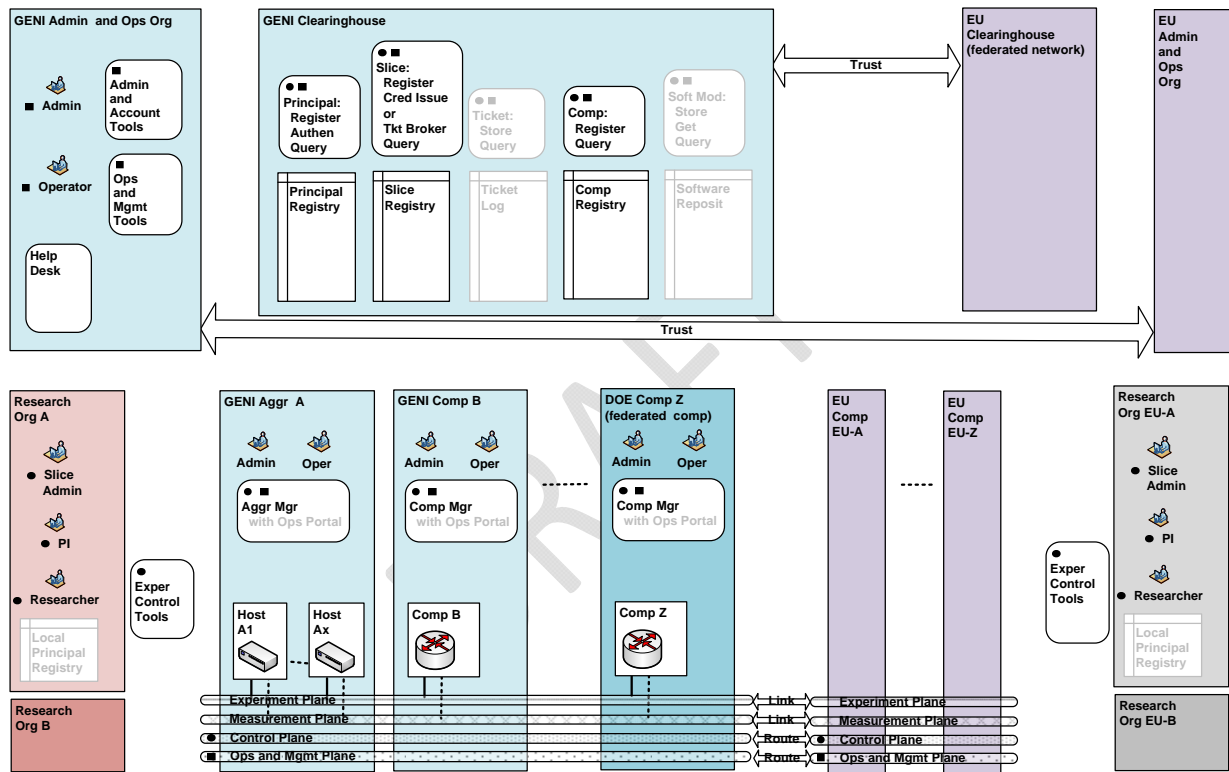 GENI Admin and Ops Org
Admin
Admin
and
Account
Tools
Operator
Ops
and
Mgmt
Tools
Help
Desk
GENI Clearinghouse
Principal:
Register
Authen
Query
Slice:
Register
Cred Issue
or
Tkt Broker
Query
Ticket:
Store
Query
Comp:
Register
Query
Soft Mod:
Store
Get
Query
Principal
Registry
Slice
Registry
Ticket
Log
Comp
Registry
Software
Reposit
Trust
EU
Clearinghouse
(federated network)
EU
Admin
and
Ops
Org
Trust
DRAFT
Research
Org A
Slice
Admin
PI
Researcher
Local
Principal
Registry
Research
Org B
Exper
Control
Tools
GENI Aggr A
Admin Oper
Aggr Mgr
with Ops Portal
Host
A1
Host
Ax
GENI Comp B
Admin Oper
Comp Mgr
with Ops Portal
Comp B
DOE Comp Z
(federated comp)
Admin Oper
Comp Mgr
with Ops Portal
Comp Z
EU
Comp
EU-A
EU
Comp
EU-Z
Exper
Control
Tools
Research
Org EU-A
Slice
Admin
PI
Researcher
Local
Principal
Registry
Research
Org EU-B
Experiment Plane Link Experiment Plane
Measurement Plane Link Measurement Plane
Control Plane Route Control Plane
Ops and Mgmt Plane Route Ops and Mgmt Plane